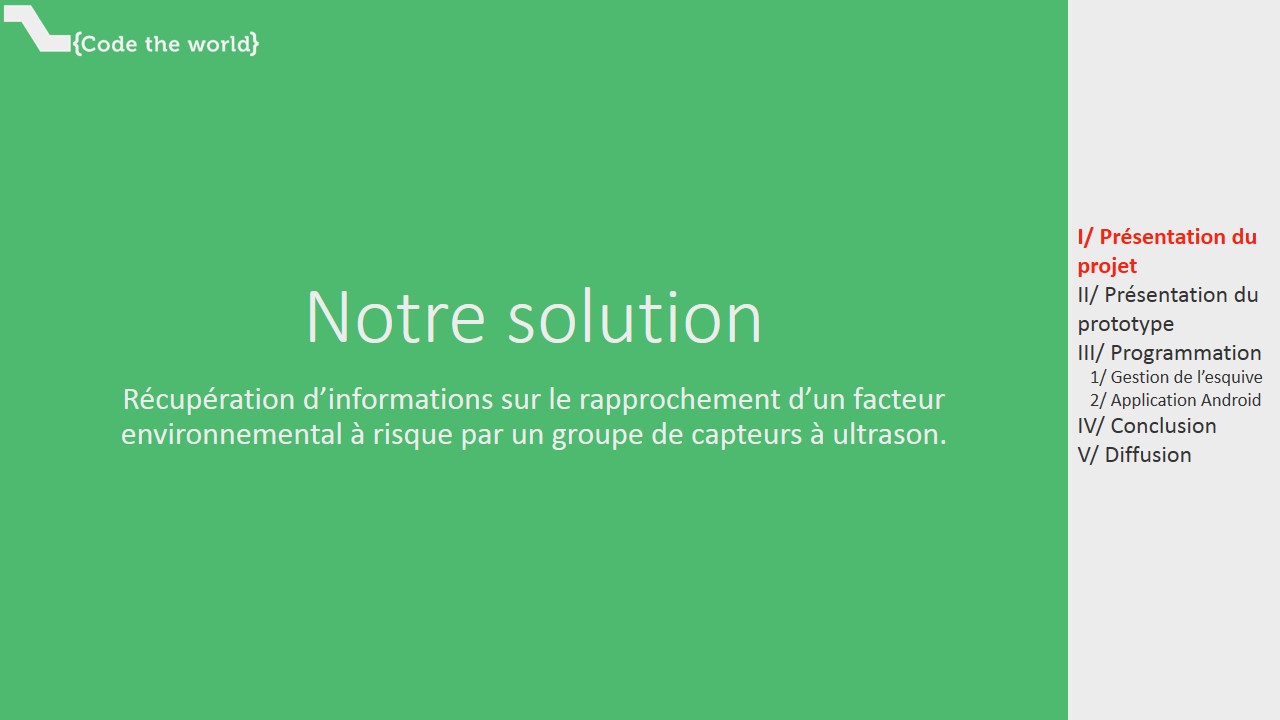 {Code the world}
Notre solution
Récupération d’informations sur le rapprochement d’un facteur
environnemental à risque par un groupe de capteurs à ultrason.
I/ Présentation du
projet
II/ Présentation du
prototype
III/ Programmation
1/ Gestion de l’esquive
2/ Application Android
IV/ Conclusion
V/ Diffusion